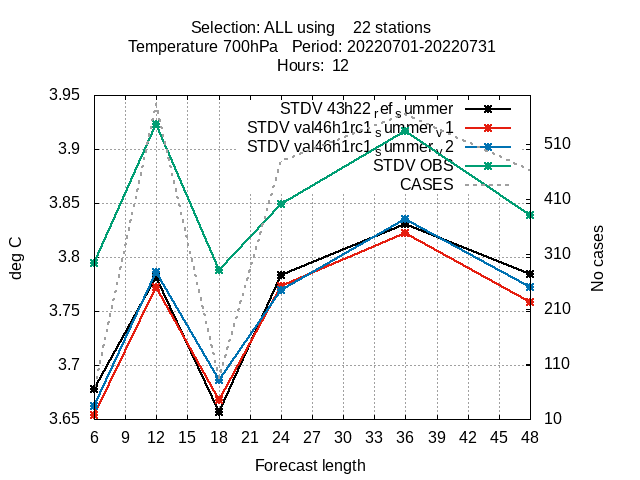 Selection: ALL using    22 stations
Temperature 700hPa   Period: 20220701-20220731
Hours:  12
3.95
3.9
3.85
3.8
3.75
3.7
3.65
deg C
STDV 43h22_ref_summer
STDV val46h1rc1_summer_v1
STDV val46h1rc1_summer_v2
STDV OBS
CASES
510
410
310
210
110
10
No cases
6 9 12 15 18 21 24 27 30 33 36 39 42 45 48
Forecast length